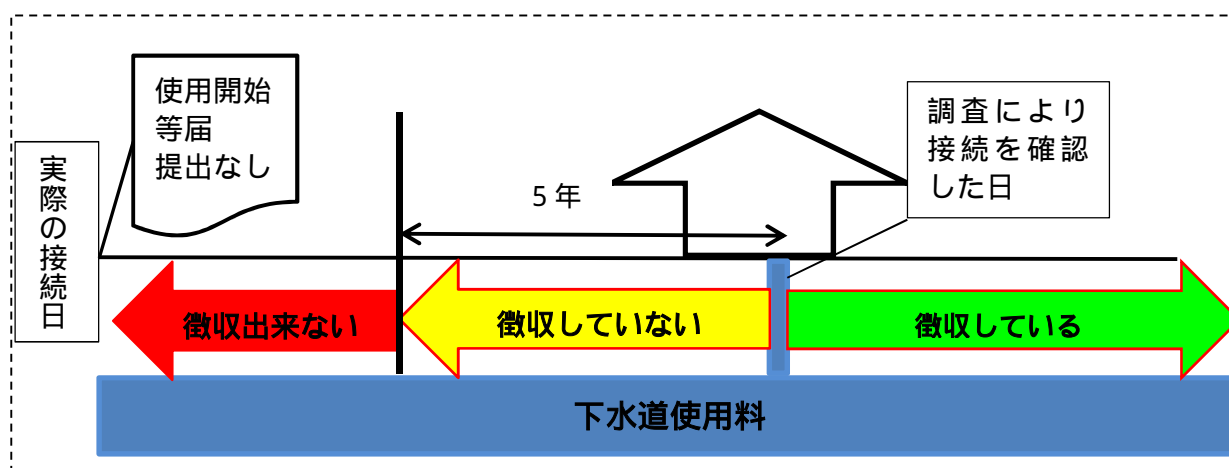 使用開始
等届
提出なし
実際の接続日
5年
調査により
接続を確認
した日
徴収出来ない
徴収していない
徴収している
下水道使用料